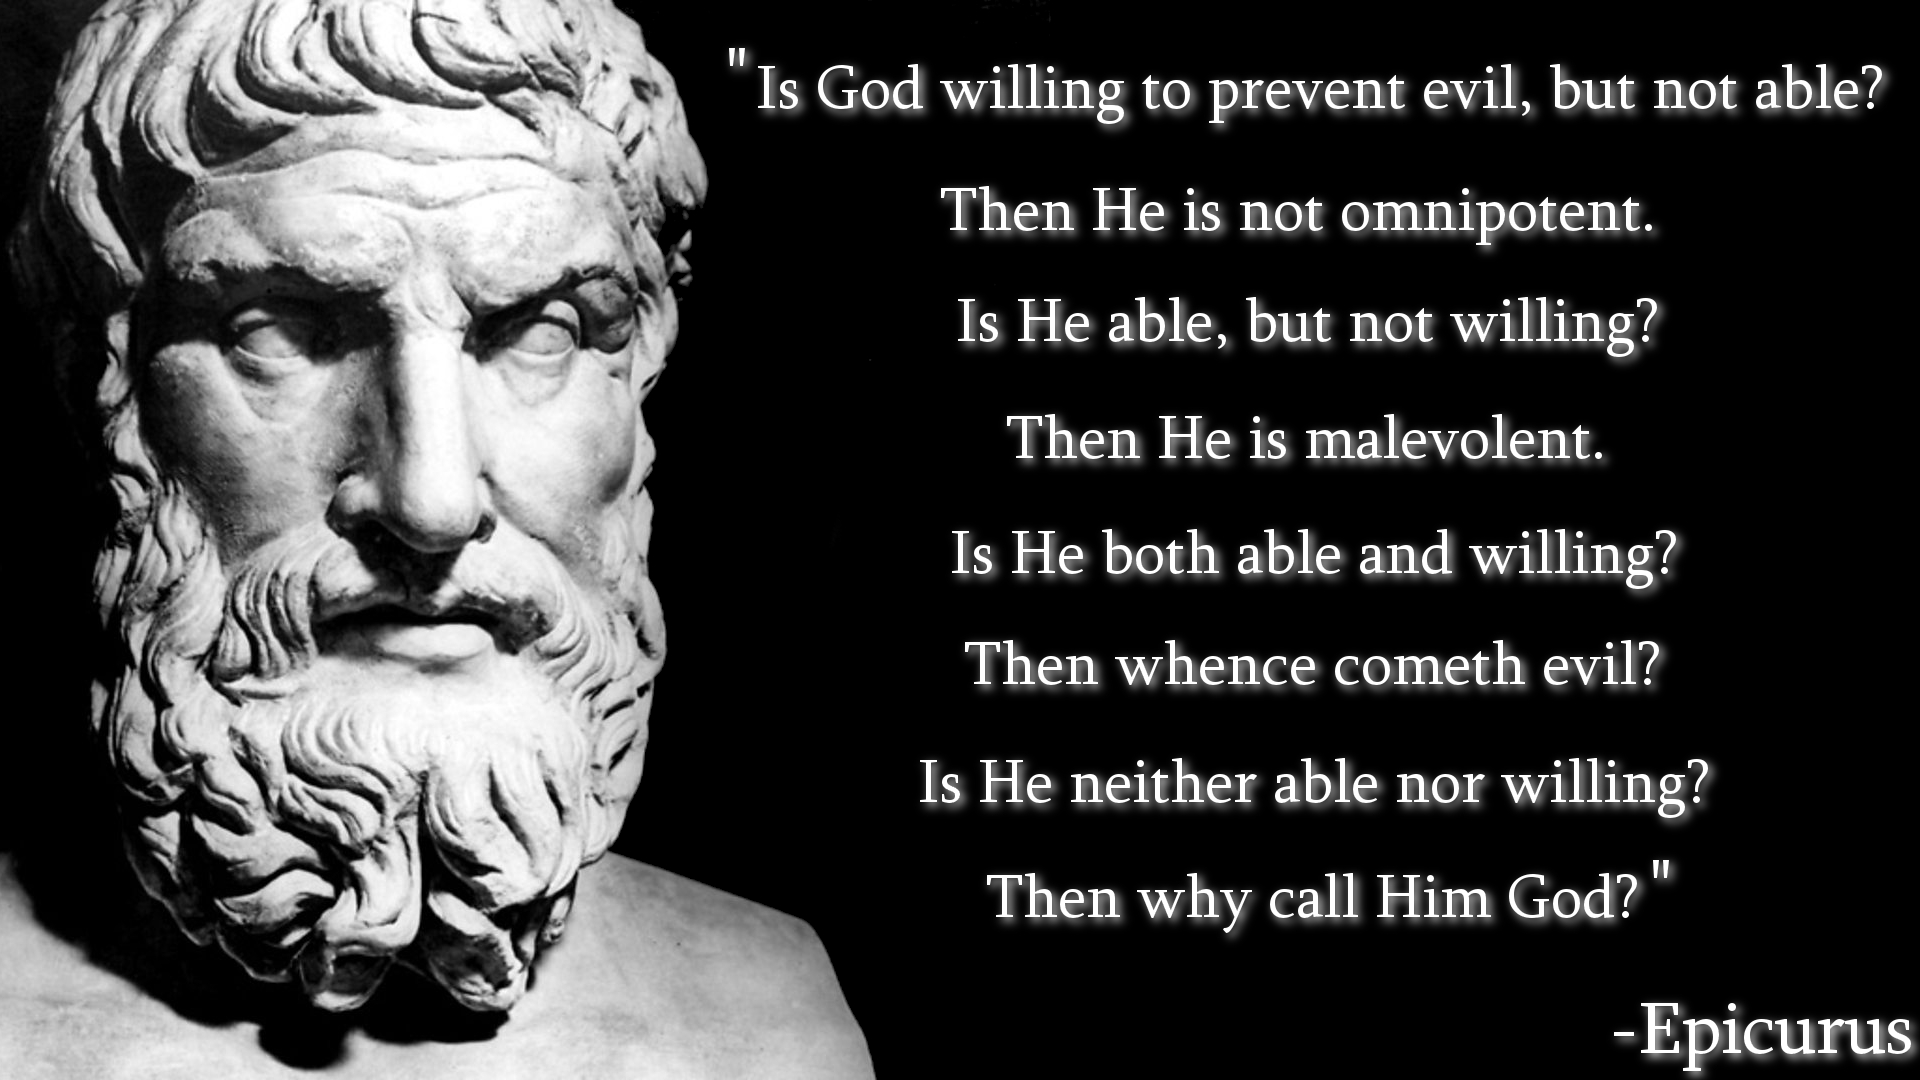 "Is God willing to prevent evil, but not able?
Then He is not omnipotent.
Is He able, but not willing?
Then He is malevolent.
Is He both able and willing?
Then whence cometh evil?
Is He neither able nor willing?
Then why call Him God?"
-Epicurus